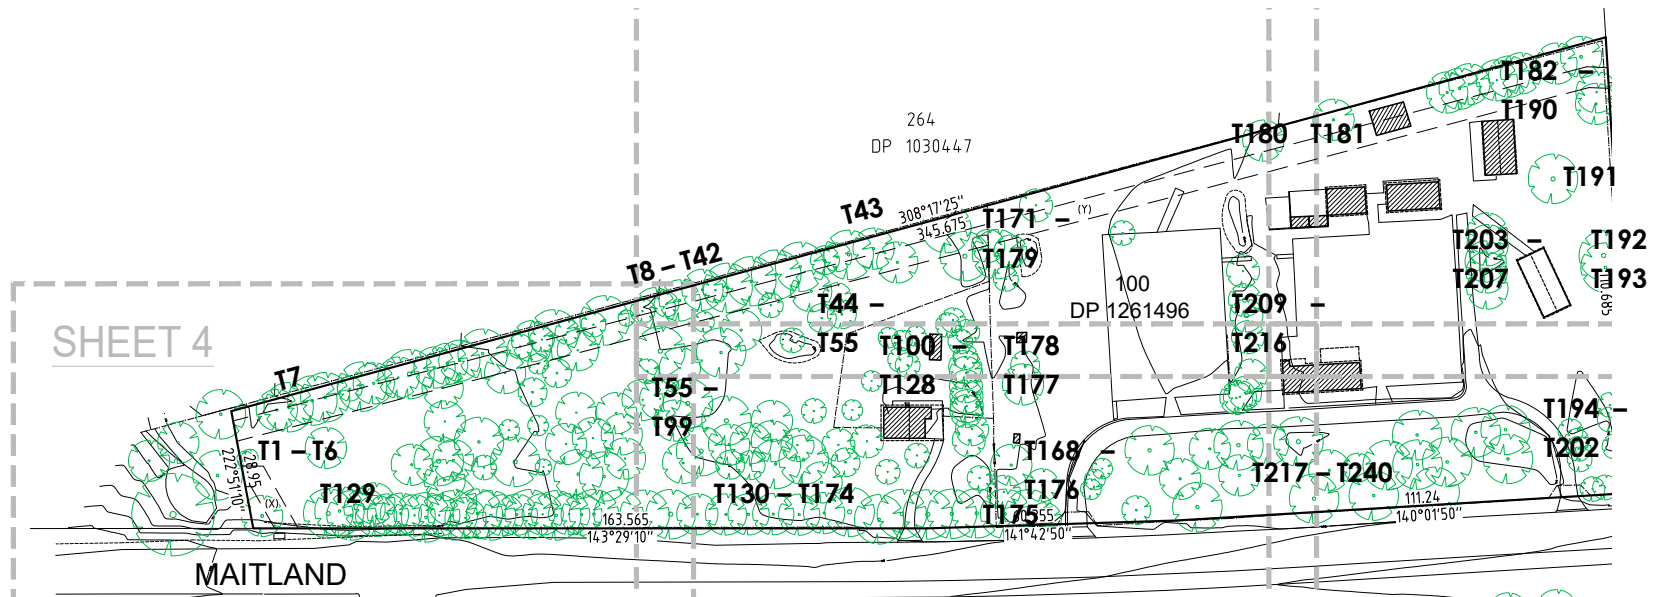 T182 –
T190
264
DP 1030447
T180
T181
T191
T43
308°17'25"
345.675
T171 –
(Y)
T179
T203 –
T207
T192
T193
T8 – T42
100
DP 1261496
T44 –
T55
T209 –
T216
SHEET 4
T100 –
T128
T178
T177
T7
T55 –
T99
T194 –
T202
T1 – T6
222°57'10"
28.95
(X)
T168 –
T176
T217 – T240
T129
T130 – T174
T175
163.565
143°29'10"
141°42'50"
111.24
140°01'50"
MAITLAND